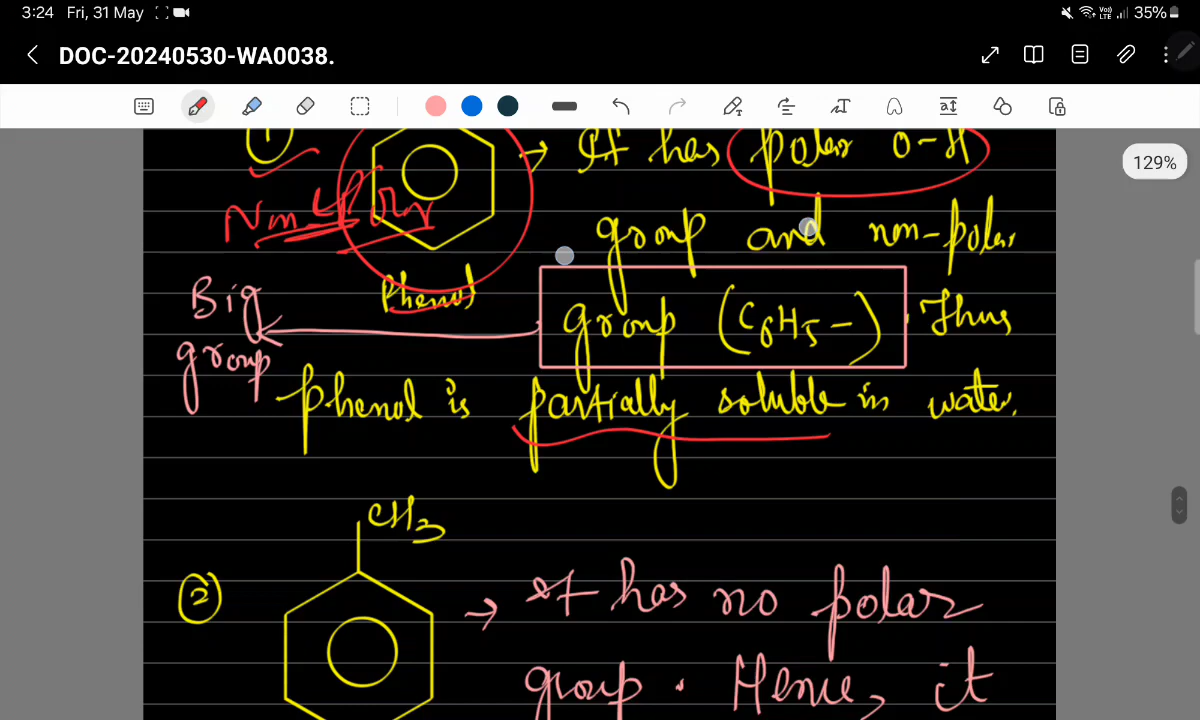 3:24 Fri, 31 May
35%
DOC-20240530-WA0038.
129%
① → It has polar O-H
group and non-polar
Phenol
Big group
group (C6H5-). Thus
phenol is partially soluble in water.
CH3
② → It has no polar
group. Hence, it